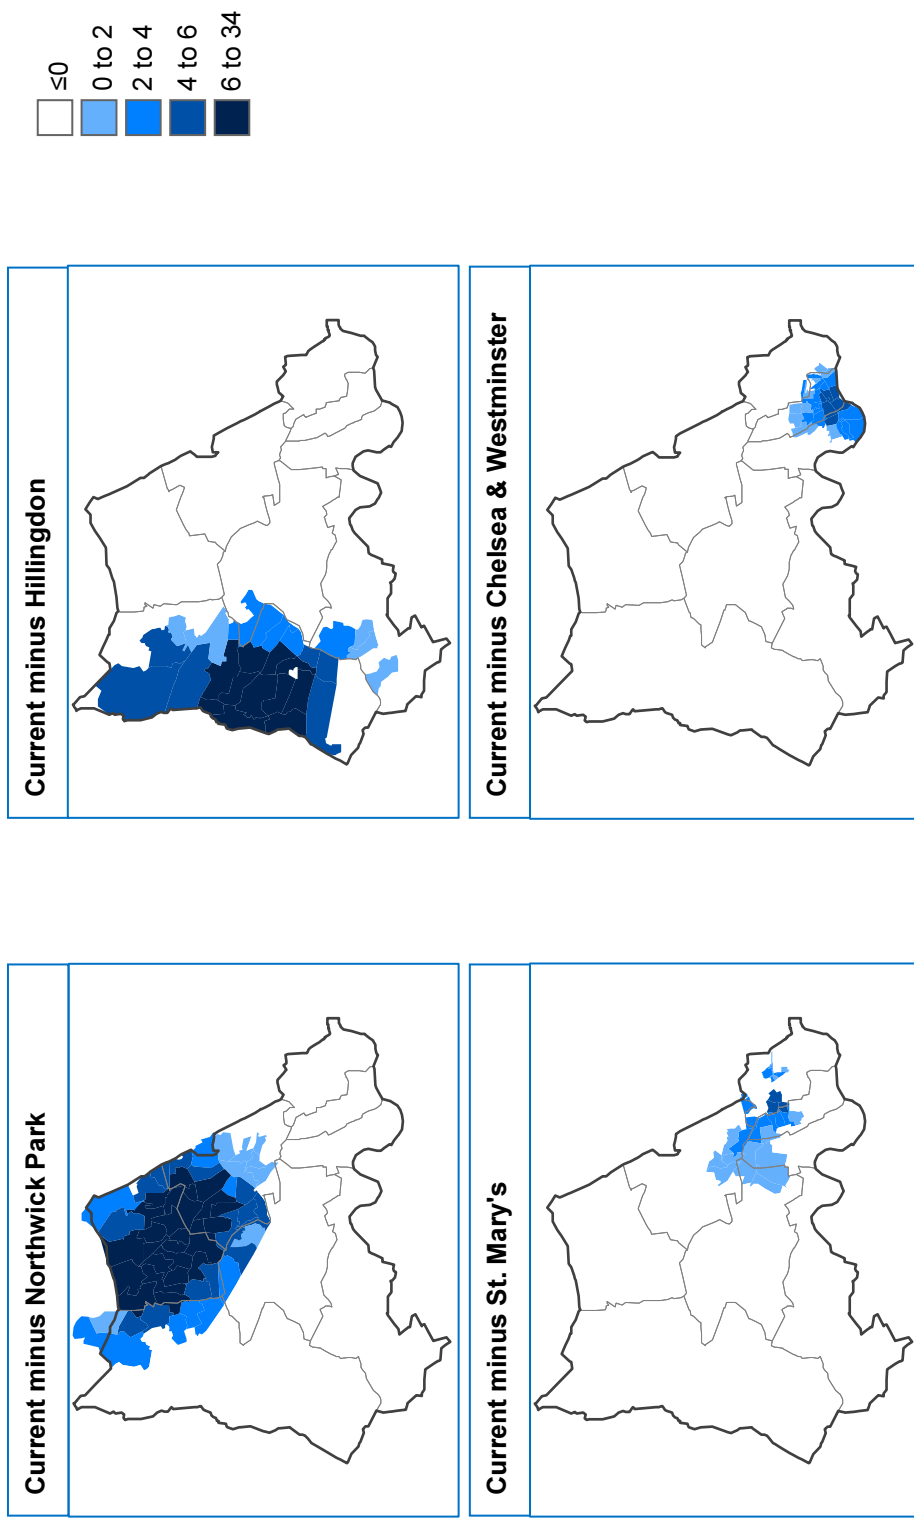 Current minus Northwick Park
Current minus Hillingdon
Current minus St. Mary's
Current minus Chelsea & Westminster
≤0
0 to 2
2 to 4
4 to 6
6 to 34